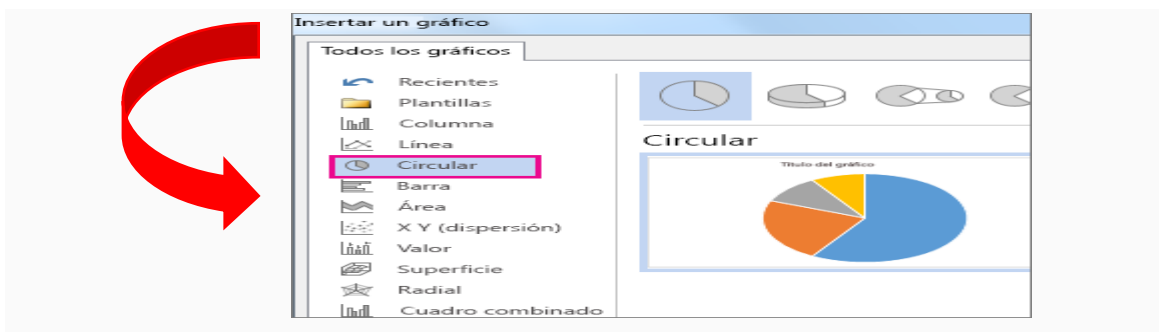 Insertar un gráfico
Todos los gráficos
Recientes
Plantillas
Columna
Línea
Circular
Barra
Área
X Y (dispersión)
Valor
Superficie
Radial
Cuadro combinado
Circular
Título del gráfico